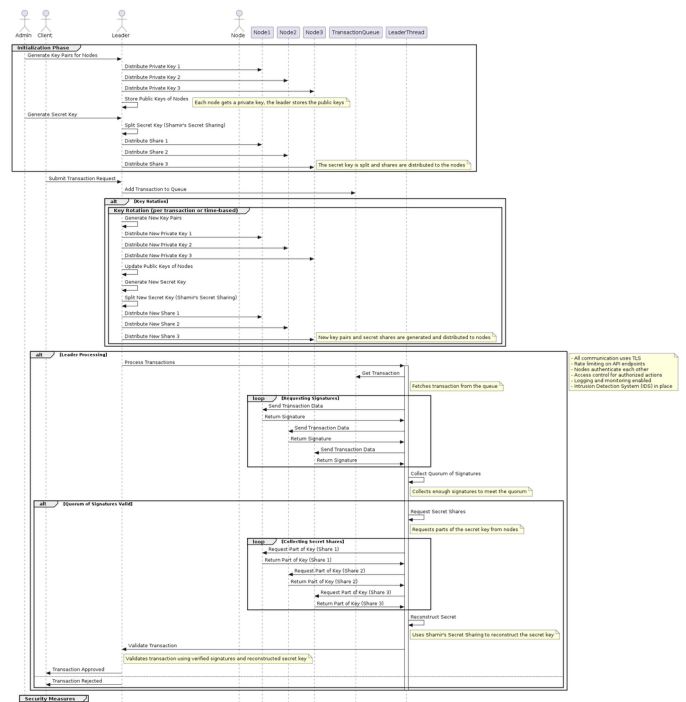 Admin
Client
Leader
Node
Node1
Node2
Node3
TransactionQueue
LeaderThread
Initialization Phase
Generate Key Pairs for Nodes
Distribute Private Key 1
Distribute Private Key 2
Distribute Private Key 3
Store Public Keys of Nodes
Each node gets a private key, the leader stores the public keys
Generate Secret Key
Split Secret Key (Shamir's Secret Sharing)
Distribute Share 1
Distribute Share 2
Distribute Share 3
The secret key is split and shares are distributed to the nodes
Submit Transaction Request
Add Transaction to Queue
alt [Key Rotation]
Key Rotation (per transaction or time-based)
Generate New Key Pairs
Distribute New Private Key 1
Distribute New Private Key 2
Distribute New Private Key 3
Update Public Keys of Nodes
Generate New Secret Key
Split New Secret Key (Shamir's Secret Sharing)
Distribute New Share 1
Distribute New Share 2
Distribute New Share 3
New key pairs and secret shares are generated and distributed to nodes
alt [Leader Processing]
- All communication uses TLS
- Rate limiting on API endpoints
- Nodes authenticate each other
- Access control for authorized actions
- Logging and monitoring enabled
- Intrusion Detection System (IDS) in place
Process Transactions
Get Transaction
Fetches transaction from the queue
loop [Requesting Signatures]
Send Transaction Data
Return Signature
Send Transaction Data
Return Signature
Send Transaction Data
Return Signature
Collect Quorum of Signatures
Collects enough signatures to meet the quorum
alt [Quorum of Signatures Valid]
Request Secret Shares
Requests parts of the secret key from nodes
loop [Collecting Secret Shares]
Request Part of Key (Share 1)
Return Part of Key (Share 1)
Request Part of Key (Share 2)
Return Part of Key (Share 2)
Request Part of Key (Share 3)
Return Part of Key (Share 3)
Reconstruct Secret
Uses Shamir's Secret Sharing to reconstruct the secret key
Validate Transaction
Validates transaction using verified signatures and reconstructed secret key
Transaction Approved
Transaction Rejected
Security Measures